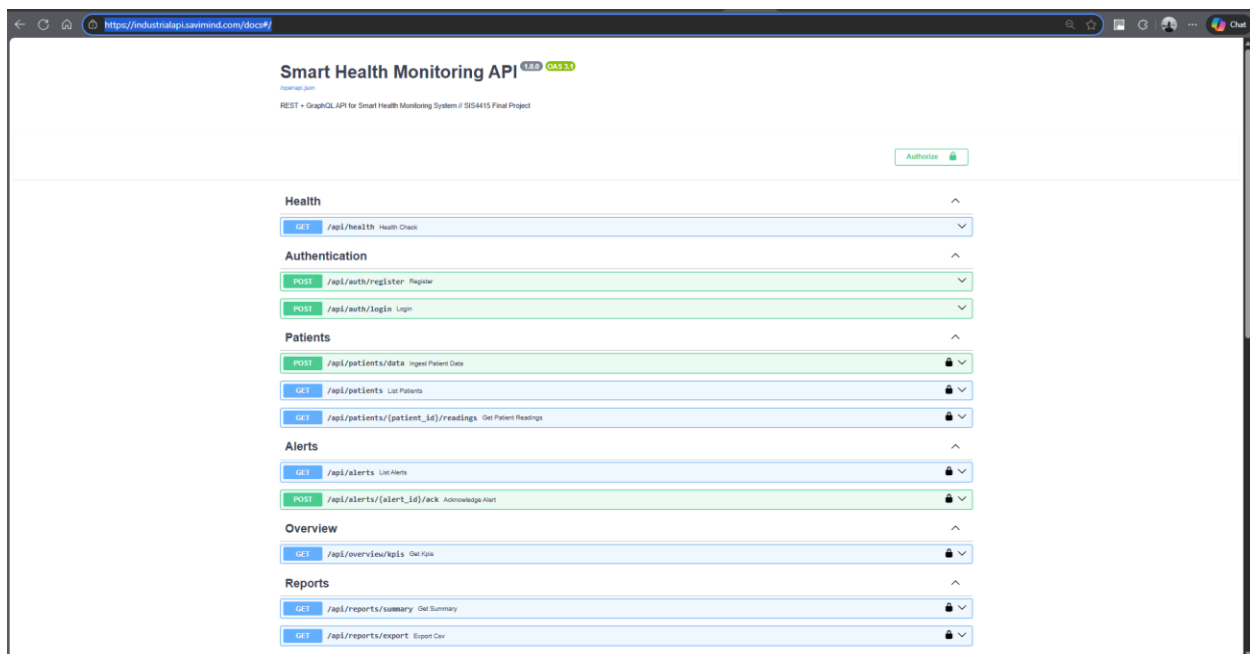 https://industrialapi.savimind.com/docs#/
Chat
Smart Health Monitoring API 1.0.0 OAS 3.1
/openapi.json
REST + GraphQL API for Smart Health Monitoring System // SIS4415 Final Project
Authorize
Health
GET /api/health Health Check
Authentication
POST /api/auth/register Register
POST /api/auth/login Login
Patients
POST /api/patients/data Ingest Patient Data
GET /api/patients List Patients
GET /api/patients/{patient_id}/readings Get Patient Readings
Alerts
GET /api/alerts List Alerts
POST /api/alerts/{alert_id}/ack Acknowledge Alert
Overview
GET /api/overview/kpis Get Kpis
Reports
GET /api/reports/summary Get Summary
GET /api/reports/export Export Csv